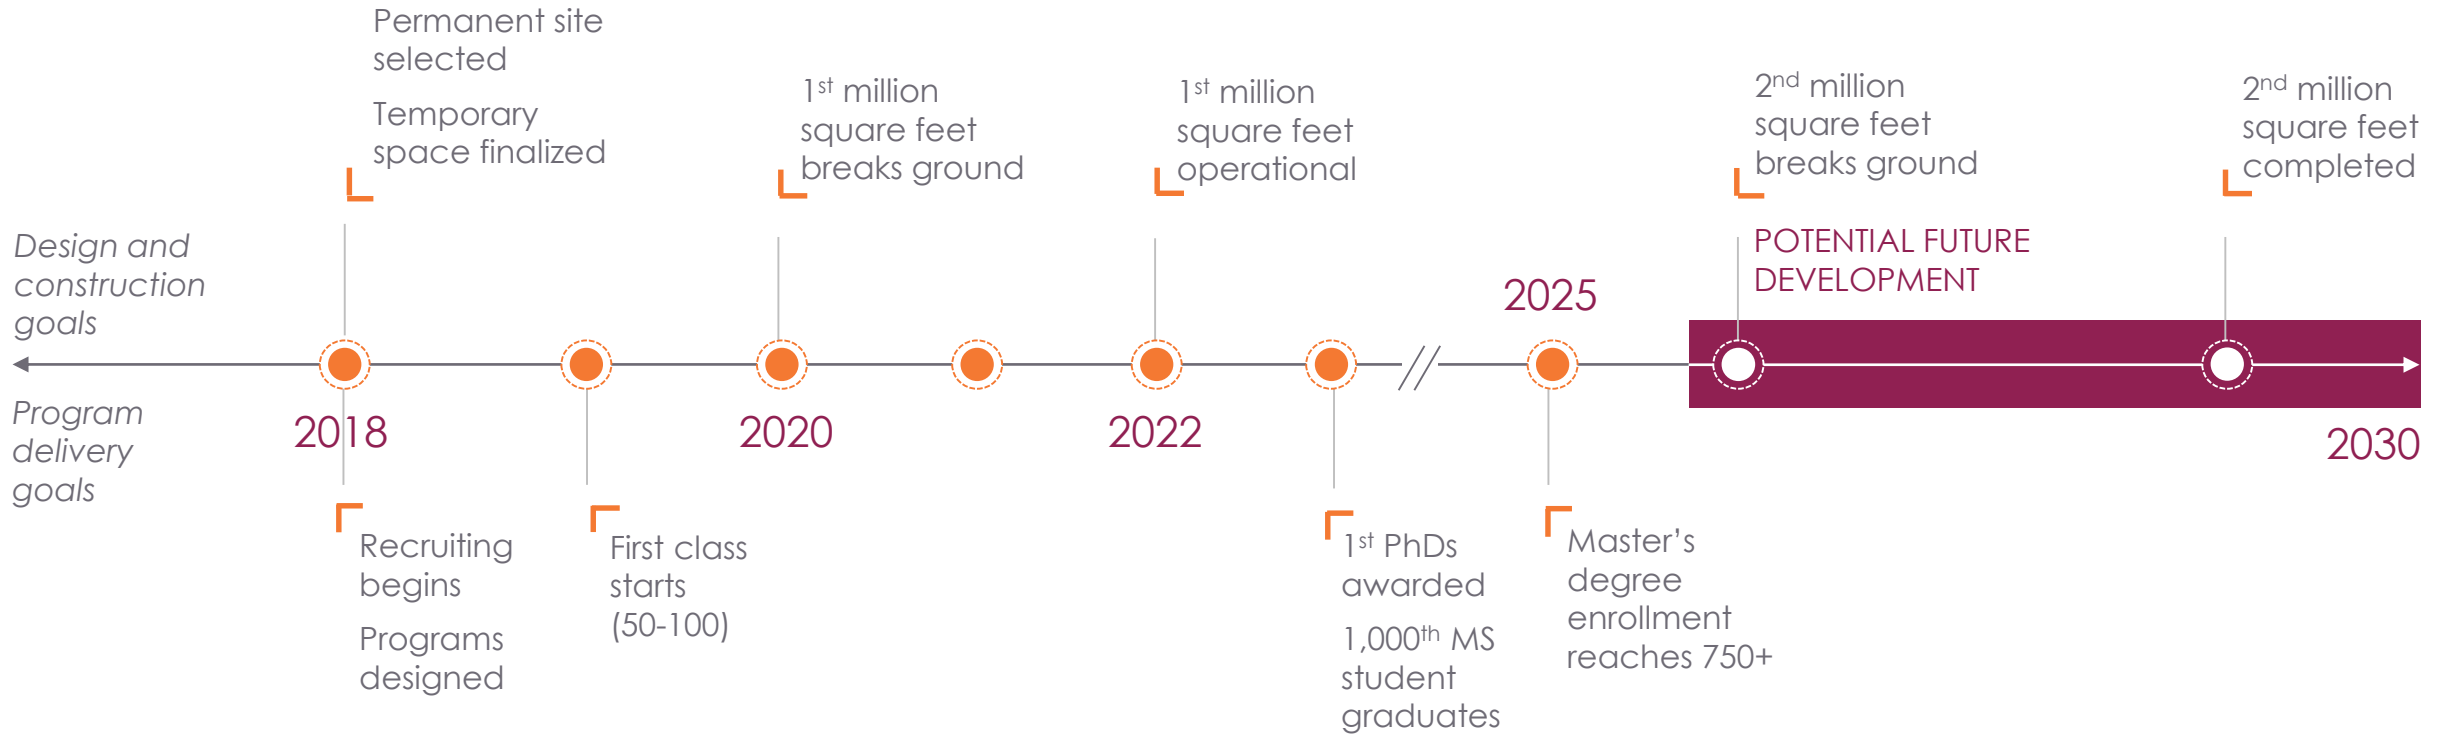 Permanent site
selected
Temporary
space finalized
1st million
square feet
breaks ground
1st million
square feet
operational
2nd million
square feet
breaks ground
2nd million
square feet
completed
Design and
construction
goals
POTENTIAL FUTURE
DEVELOPMENT
2025
Program
delivery
goals
2018
2020
2022
2030
Recruiting
begins
Programs
designed
First class
starts
(50-100)
1st PhDs
awarded
1,000th MS
student
graduates
Master’s
degree
enrollment
reaches 750+